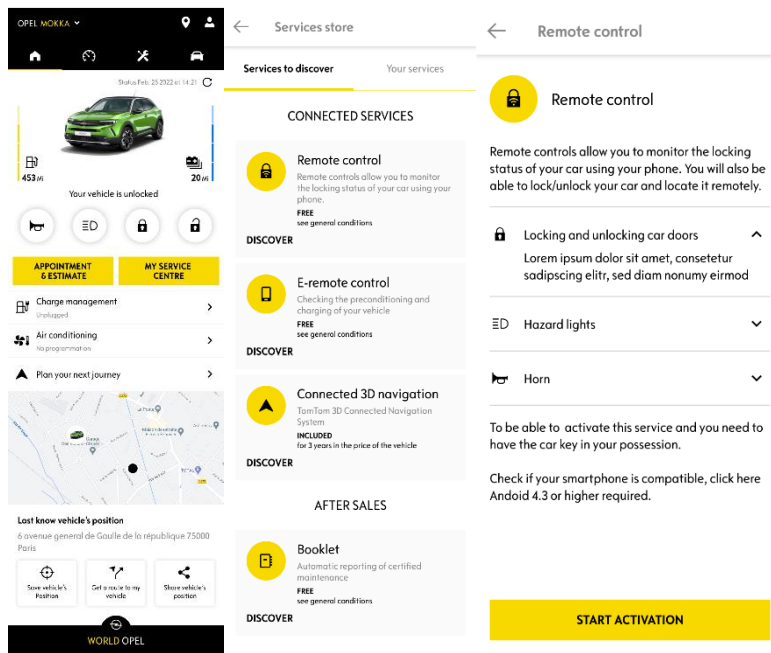 OPEL MOKKA
Status Feb. 25 2022 at 14:21
453 Mi
20 Mi
Your vehicle is unlocked
APPOINTMENT
& ESTIMATE
MY SERVICE
CENTRE
Charge management
Unplugged
Air conditioning
No programmation
Plan your next journey
Last know vehicle's position
6 avenue general de Gaulle de la république 75000
Paris
Save vehicle's
Position
Get a route to my
vehicle
Share vehicle's
position
WORLD OPEL
Services store
Services to discover
Your services
CONNECTED SERVICES
Remote control
Remote controls allow you to monitor
the locking status of your car using your
phone.
FREE
see general conditions
DISCOVER
E-remote control
Checking the preconditioning and
charging of your vehicle
FREE
see general conditions
DISCOVER
Connected 3D navigation
TomTom 3D Connected Navigation
System
INCLUDED
for 3 years in the price of the vehicle
DISCOVER
AFTER SALES
Booklet
Automatic reporting of certified
maintenance
FREE
see general conditions
DISCOVER
Remote control
Remote control
Remote controls allow you to monitor the locking
status of your car using your phone. You will also be
able to lock/unlock your car and locate it remotely.
Locking and unlocking car doors
Lorem ipsum dolor sit amet, consetetur
sadipscing elitr, sed diam nonumy eirmod
Hazard lights
Horn
To be able to activate this service and you need to
have the car key in your possession.
Check if your smartphone is compatible, click here
Andoid 4.3 or higher required.
START ACTIVATION